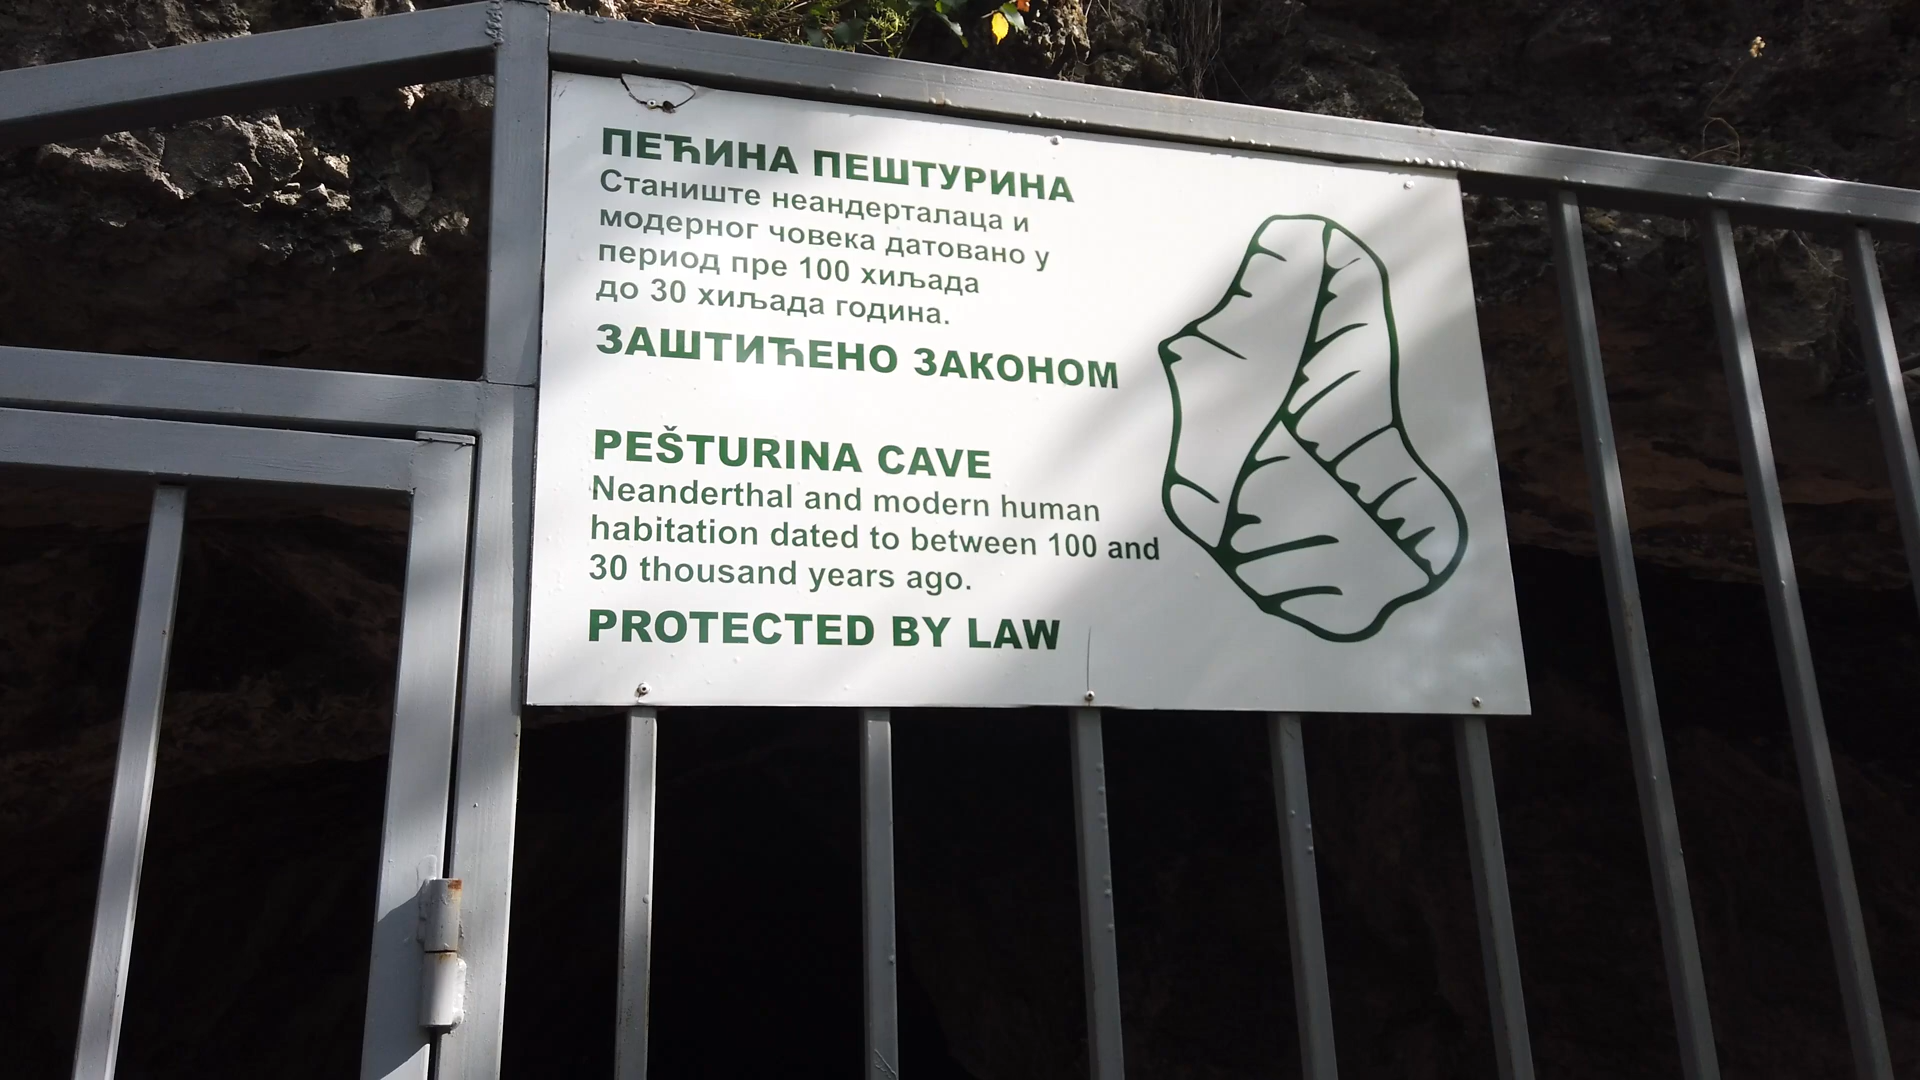 ПЕЋИНА ПЕШТУРИНА
Станиште неандерталаца и
модерног човека датовано у
период пре 100 хиљада
до 30 хиљада година.
ЗАШТИЋЕНО ЗАКОНОМ
PEŠTURINA CAVE
Neanderthal and modern human
habitation dated to between 100 and
30 thousand years ago.
PROTECTED BY LAW